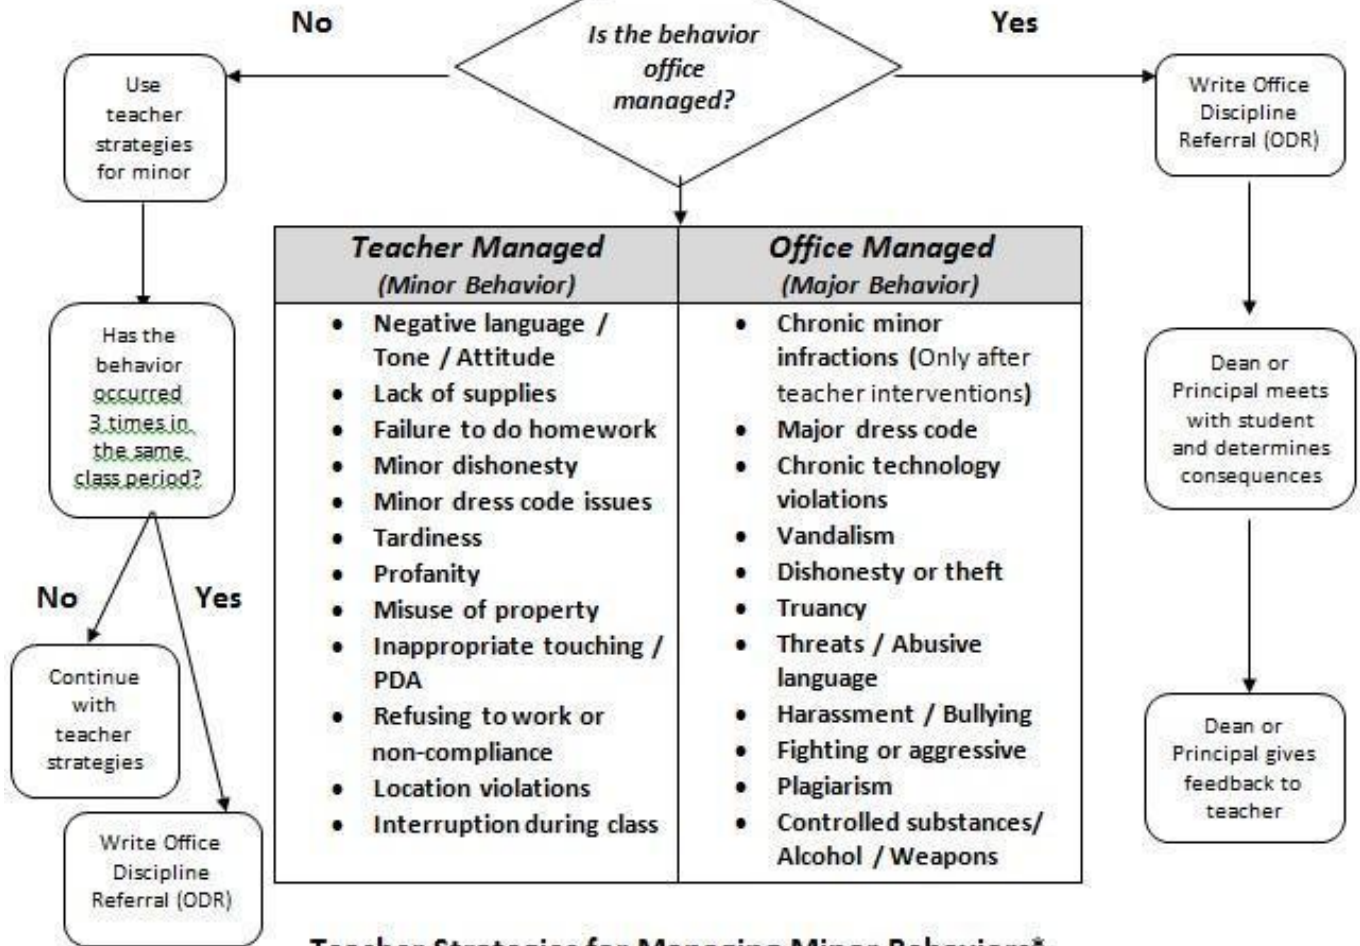 No
Is the behavior
office
managed?
Yes
Use
teacher
strategies
for minor
Write Office
Discipline
Referral (ODR)
Has the
behavior
occurred
3 times in
the same
class period?
Teacher Managed
(Minor Behavior)
• Negative language /
Tone / Attitude
• Lack of supplies
• Failure to do homework
• Minor dishonesty
• Minor dress code issues
• Tardiness
• Profanity
• Misuse of property
• Inappropriate touching /
PDA
• Refusing to work or
non-compliance
• Location violations
• Interruption during class
Office Managed
(Major Behavior)
• Chronic minor
infractions (Only after
teacher interventions)
• Major dress code
• Chronic technology
violations
• Vandalism
• Dishonesty or theft
• Truancy
• Threats / Abusive
language
• Harassment / Bullying
• Fighting or aggressive
• Plagiarism
• Controlled substances/
Alcohol / Weapons
Dean or
Principal meets
with student
and determines
consequences
No
Yes
Continue
with
teacher
strategies
Write Office
Discipline
Referral (ODR)
Dean or
Principal gives
feedback to
teacher
Teacher Strategies for Managing Minor Behaviors*